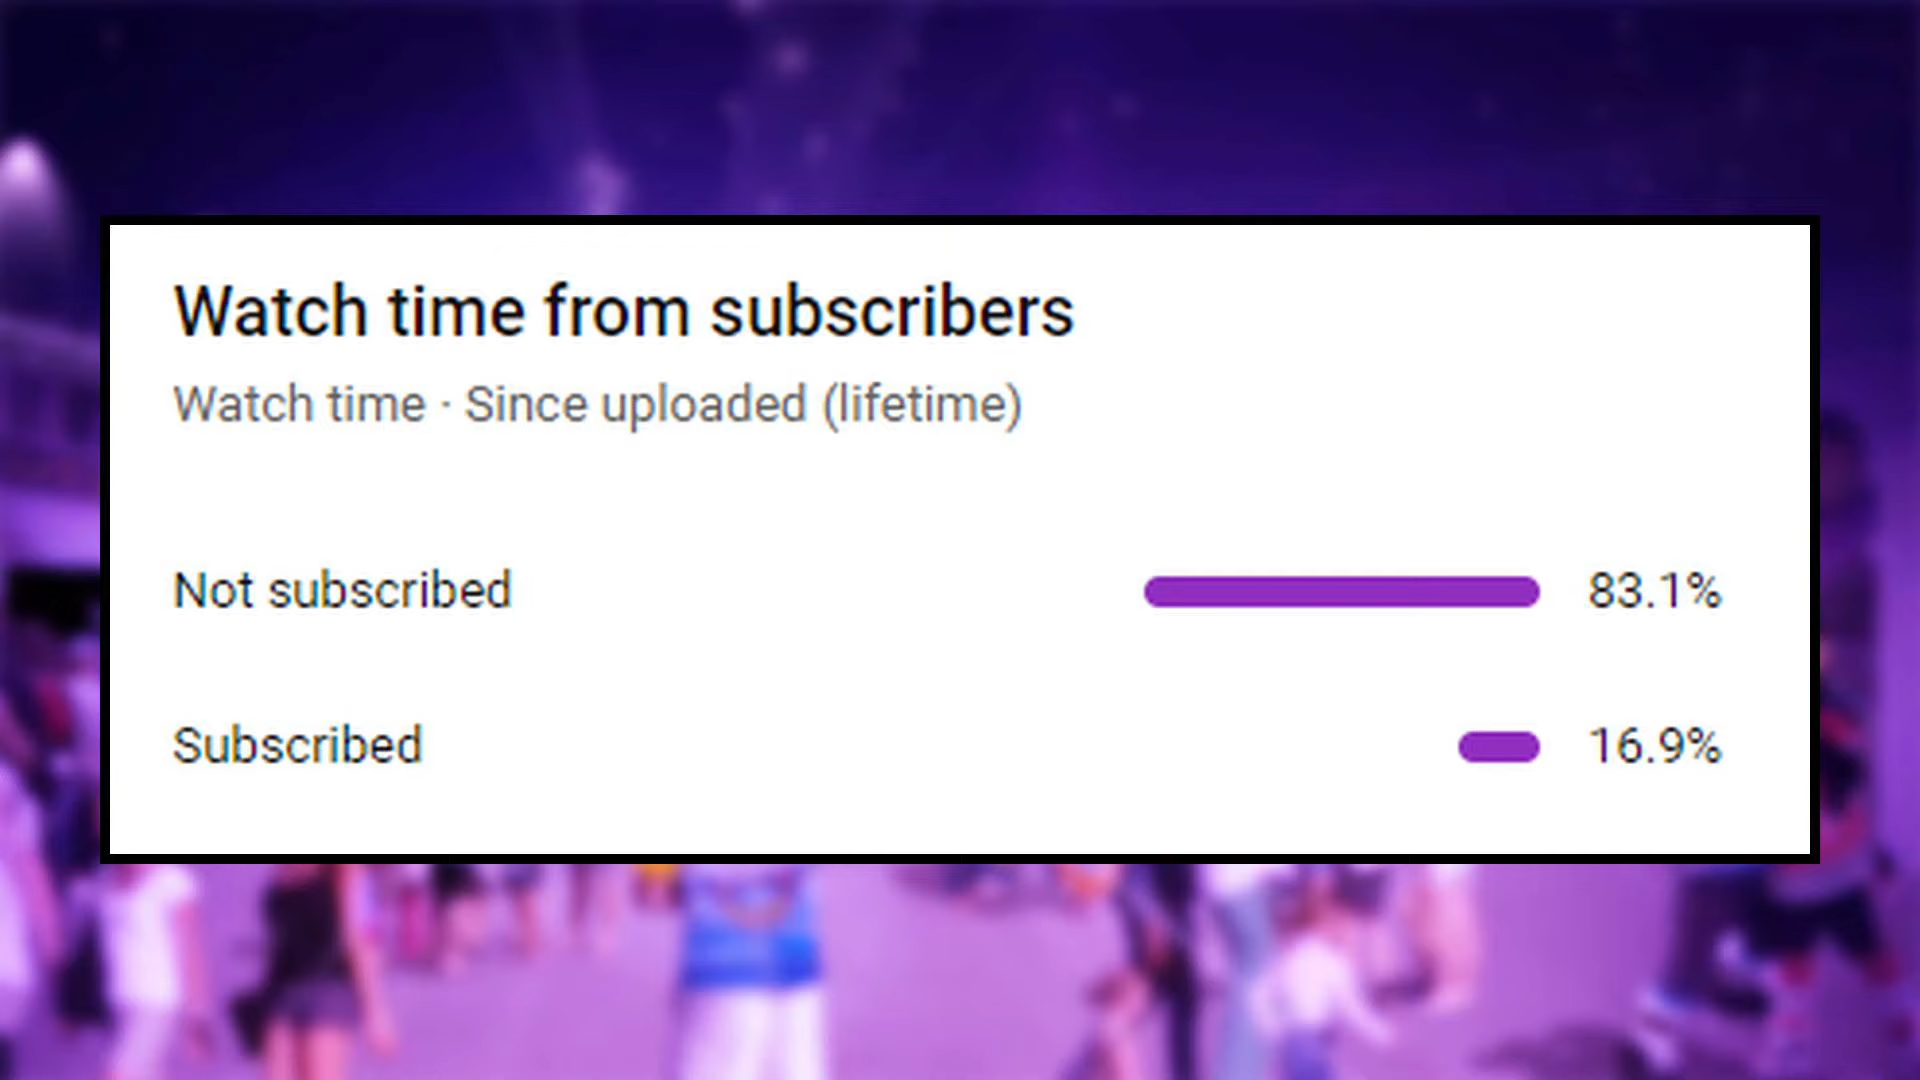 Watch time from subscribers
Watch time · Since uploaded (lifetime)
Not subscribed 83.1%
Subscribed 16.9%